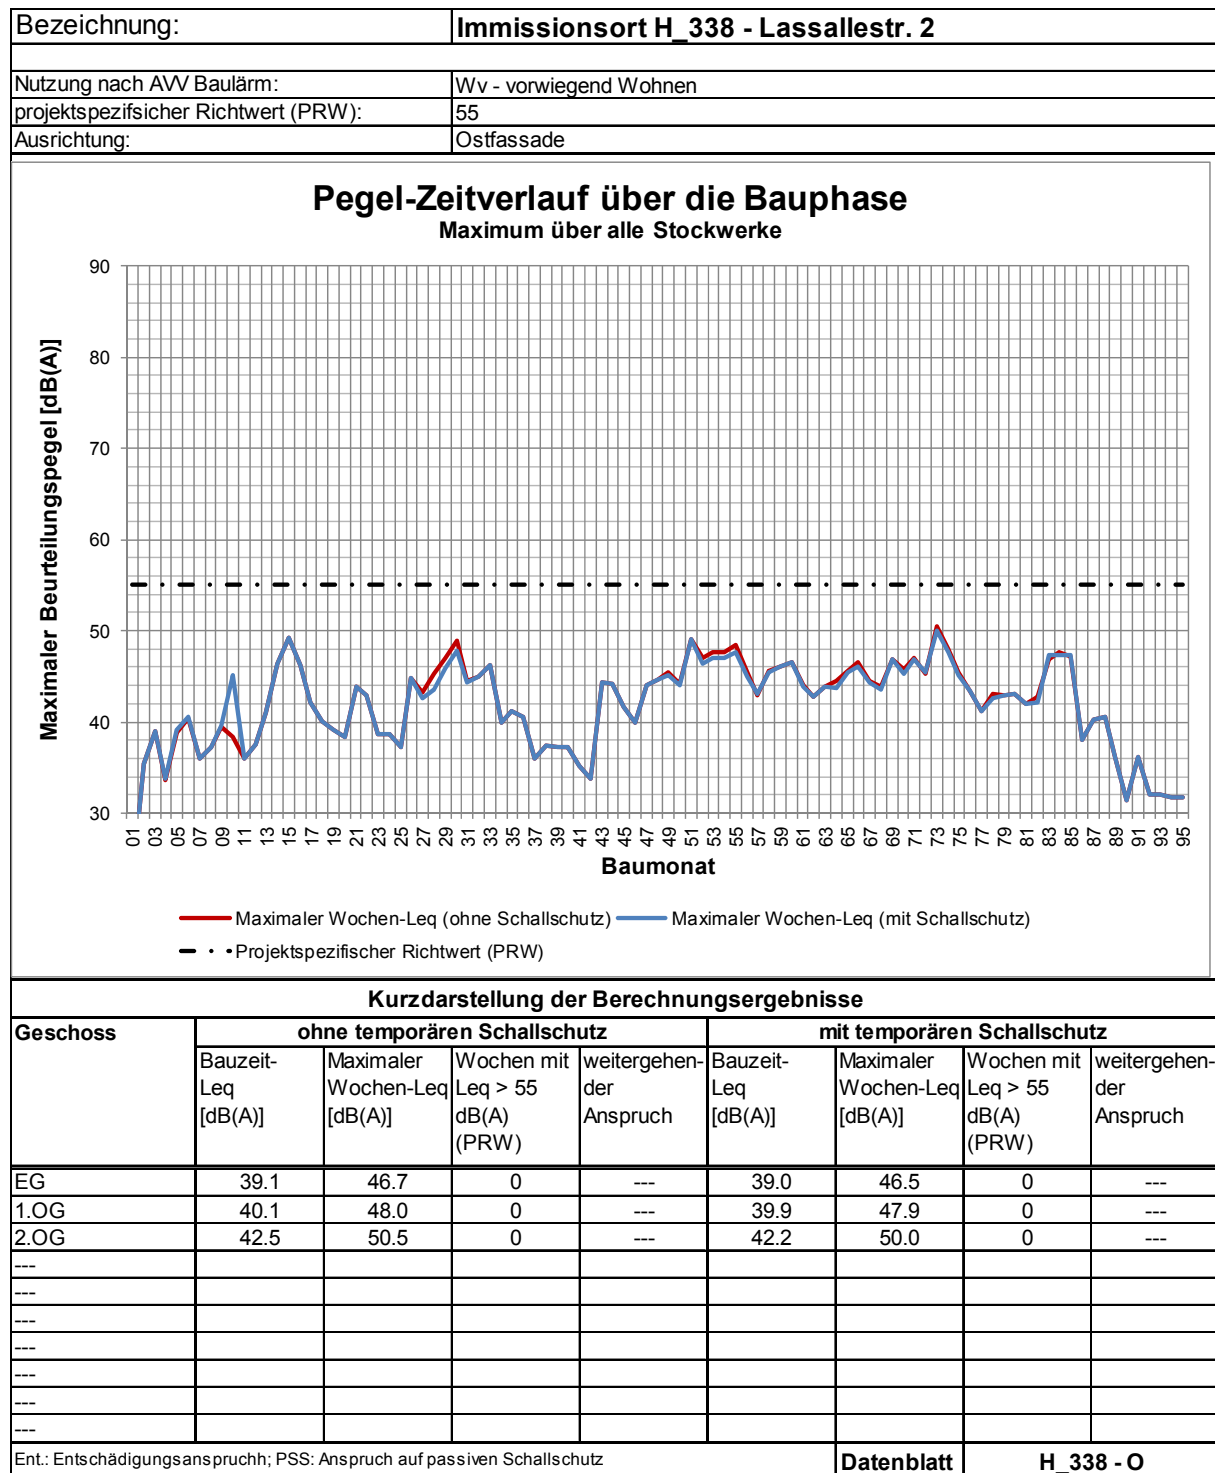 Bezeichnung: Immissionsort H_338 - Lassallestr. 2
Nutzung nach AVV Baulärm: Wv - vorwiegend Wohnen
projektspezifsicher Richtwert (PRW): 55
Ausrichtung: Ostfassade
Pegel-Zeitverlauf über die Bauphase
Maximum über alle Stockwerke
Maximaler Beurteilungspegel [dB(A)]
90
80
70
60
50
40
30
01 03 05 07 09 11 13 15 17 19 21 23 25 27 29 31 33 35 37 39 41 43 45 47 49 51 53 55 57 59 61 63 65 67 69 71 73 75 77 79 81 83 85 87 89 91 93 95
Baumonat
Maximaler Wochen-Leq (ohne Schallschutz) Maximaler Wochen-Leq (mit Schallschutz)
Projektspezifischer Richtwert (PRW)
Kurzdarstellung der Berechnungsergebnisse
Geschoss ohne temporären Schallschutz mit temporären Schallschutz
Bauzeit- Maximaler Wochen mit weitergehen- Bauzeit- Maximaler Wochen mit weitergehen-
Leq Wochen-Leq Leq > 55 der Leq Wochen-Leq Leq > 55 der
[dB(A)] [dB(A)] dB(A) Anspruch [dB(A)] [dB(A)] dB(A) Anspruch
(PRW) (PRW)
EG 39.1 46.7 0 --- 39.0 46.5 0 ---
1.OG 40.1 48.0 0 --- 39.9 47.9 0 ---
2.OG 42.5 50.5 0 --- 42.2 50.0 0 ---
---
---
---
---
---
---
---
Ent.: Entschädigungsanspruchh; PSS: Anspruch auf passiven Schallschutz Datenblatt H_338 - O